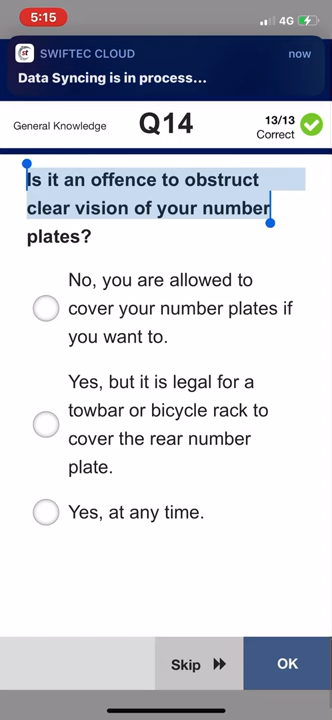 5:15
4G
SWIFTEC CLOUD
now
Data Syncing is in process...
General Knowledge
Q14
13/13
Correct
Is it an offence to obstruct
clear vision of your number
plates?
No, you are allowed to
cover your number plates if
you want to.
Yes, but it is legal for a
towbar or bicycle rack to
cover the rear number
plate.
Yes, at any time.
Skip
OK